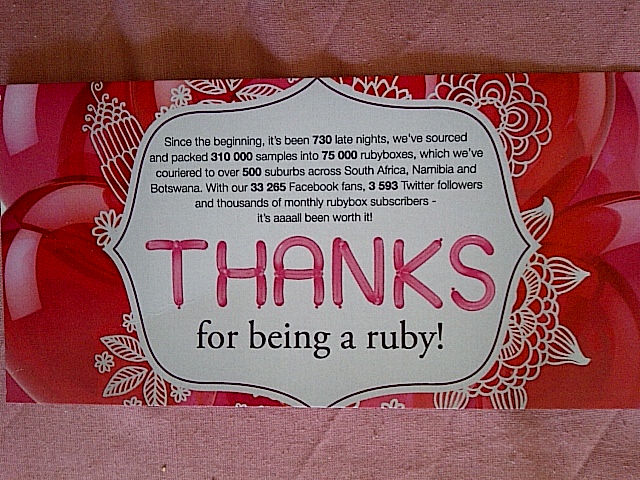 Since the beginning, it's been 730 late nights, we've sourced
and packed 310 000 samples into 75 000 rubyboxes, which we've
couriered to over 500 suburbs across South Africa, Namibia and
Botswana. With our 33 265 Facebook fans, 3 593 Twitter followers
and thousands of monthly rubybox subscribers -
it's aaaall been worth it!
THANKS
for being a ruby!